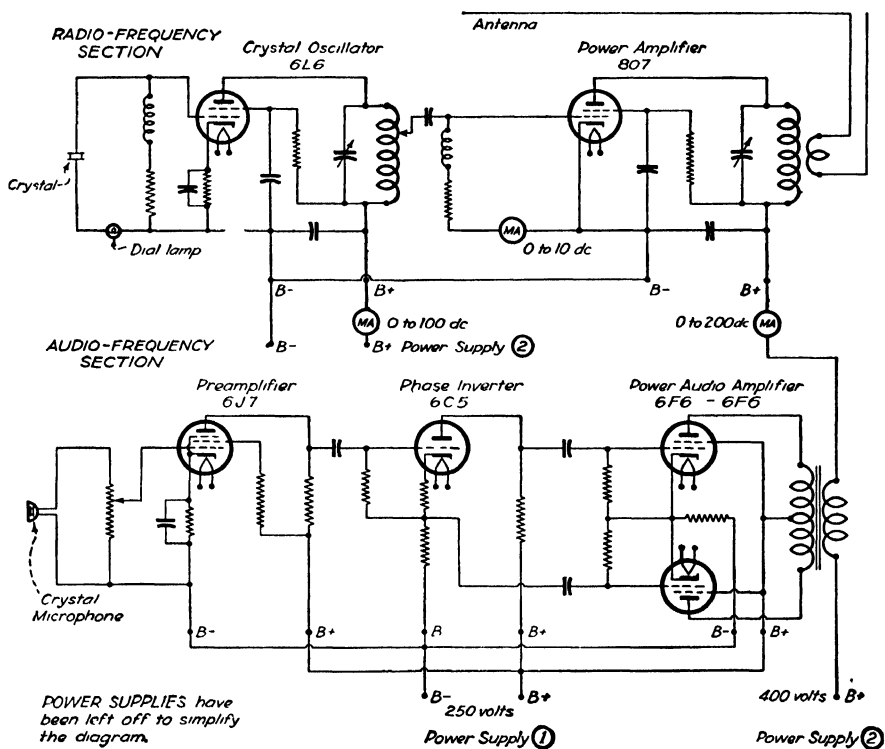 Antenna
RADIO-FREQUENCY
SECTION
Crystal Oscillator
6L6
Power Amplifier
807
Crystal
Dial lamp
MA
0 to 10 dc
B-
B+
B-
B+
MA
0 to 100 dc
0 to 200dc
MA
B-
B+ Power Supply 2
AUDIO-FREQUENCY
SECTION
Preamplifier
6J7
Phase Inverter
6C5
Power Audio Amplifier
6F6 - 6F6
Crystal
Microphone
B-
B+
B
B+
B-
B+
POWER SUPPLIES have
been left off to simplify
the diagram.
B-
250 volts
B+
400 volts
B+
Power Supply 1
Power Supply 2